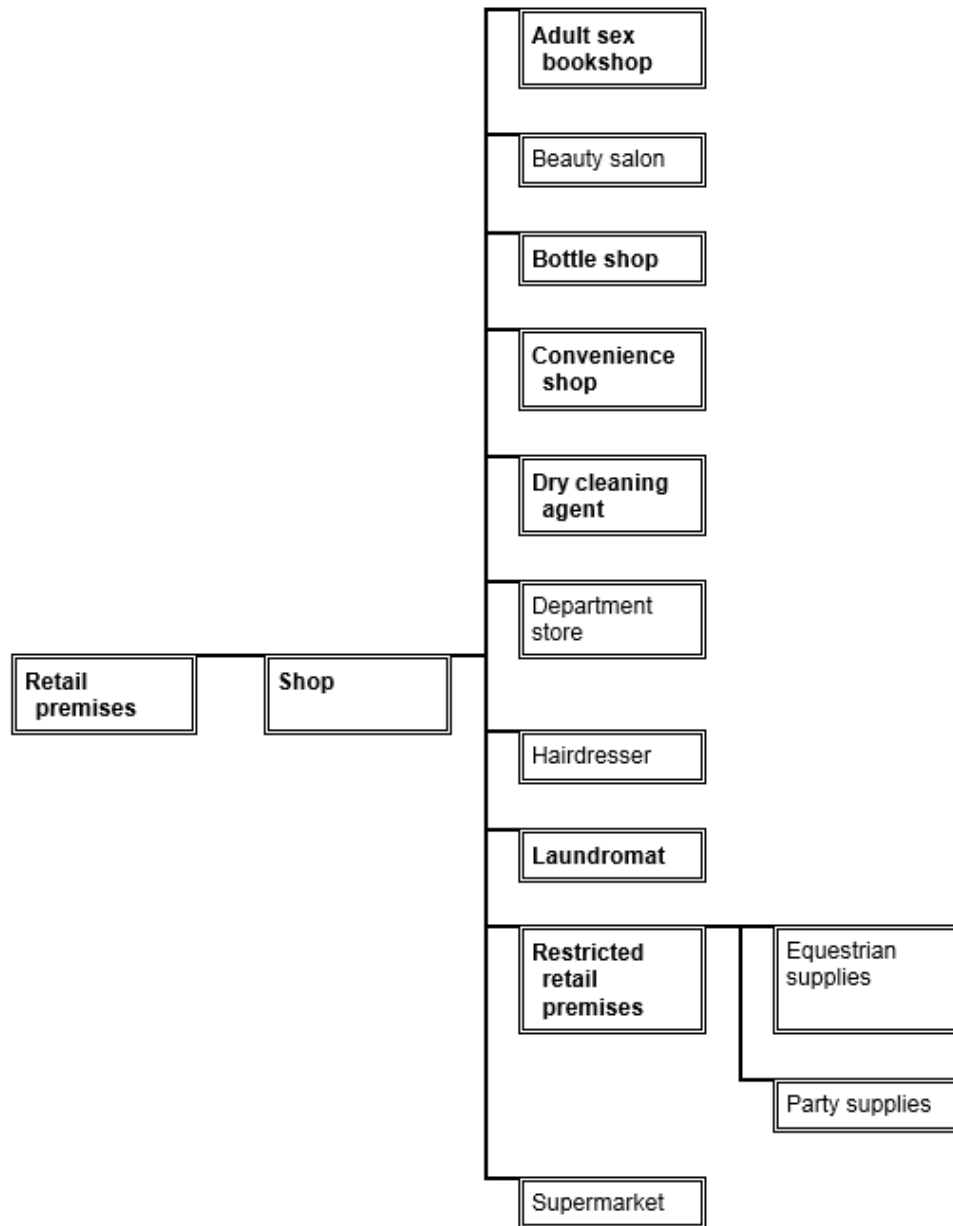 Adult sex
bookshop
Beauty salon
Bottle shop
Convenience
shop
Dry cleaning
agent
Department
store
Retail
premises
Shop
Hairdresser
Laundromat
Restricted
retail
premises
Equestrian
supplies
Party supplies
Supermarket